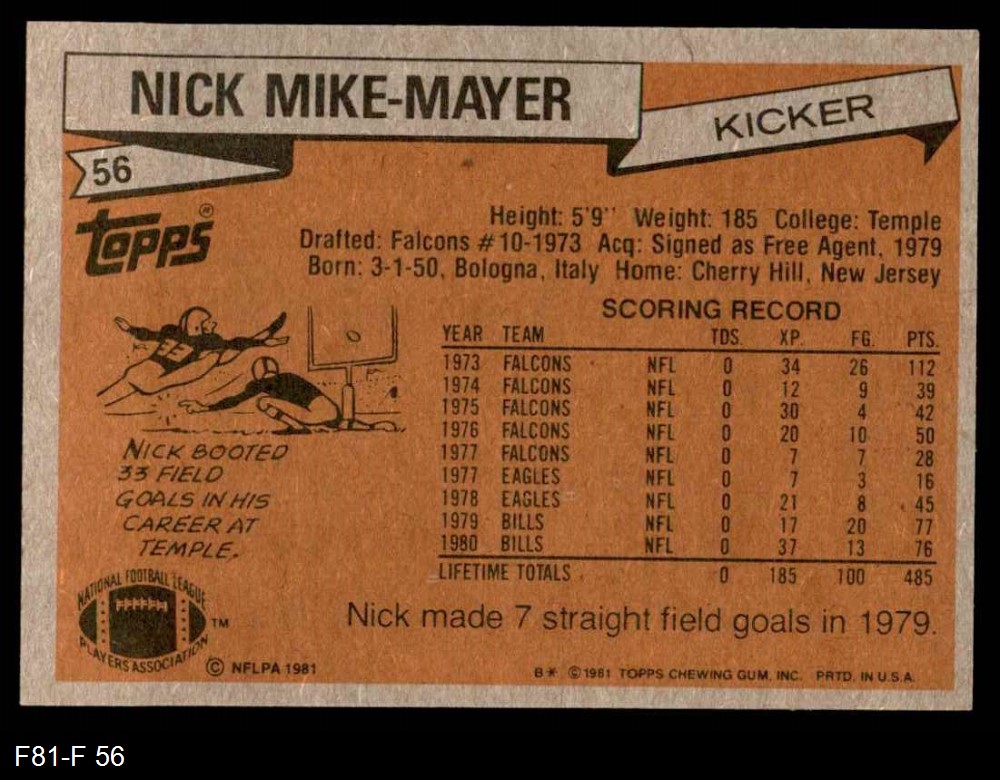 NICK MIKE-MAYER
KICKER
56
Topps®
Height: 5'9" Weight: 185 College: Temple
Drafted: Falcons #10-1973 Acq: Signed as Free Agent, 1979
Born: 3-1-50, Bologna, Italy Home: Cherry Hill, New Jersey
SCORING RECORD
YEAR TEAM TDS. XP. FG. PTS.
1973 FALCONS NFL 0 34 26 112
1974 FALCONS NFL 0 12 9 39
1975 FALCONS NFL 0 30 4 42
1976 FALCONS NFL 0 20 10 50
1977 FALCONS NFL 0 7 7 28
1977 EAGLES NFL 0 7 3 16
1978 EAGLES NFL 0 21 8 45
1979 BILLS NFL 0 17 20 77
1980 BILLS NFL 0 37 13 76
LIFETIME TOTALS 0 185 100 485
NICK BOOTED
33 FIELD
GOALS IN HIS
CAREER AT
TEMPLE.
Nick made 7 straight field goals in 1979.
NATIONAL FOOTBALL LEAGUE
PLAYERS ASSOCIATION
TM
© NFLPA 1981
B* ©1981 TOPPS CHEWING GUM, INC. PRTD. IN U.S.A.
F81-F 56